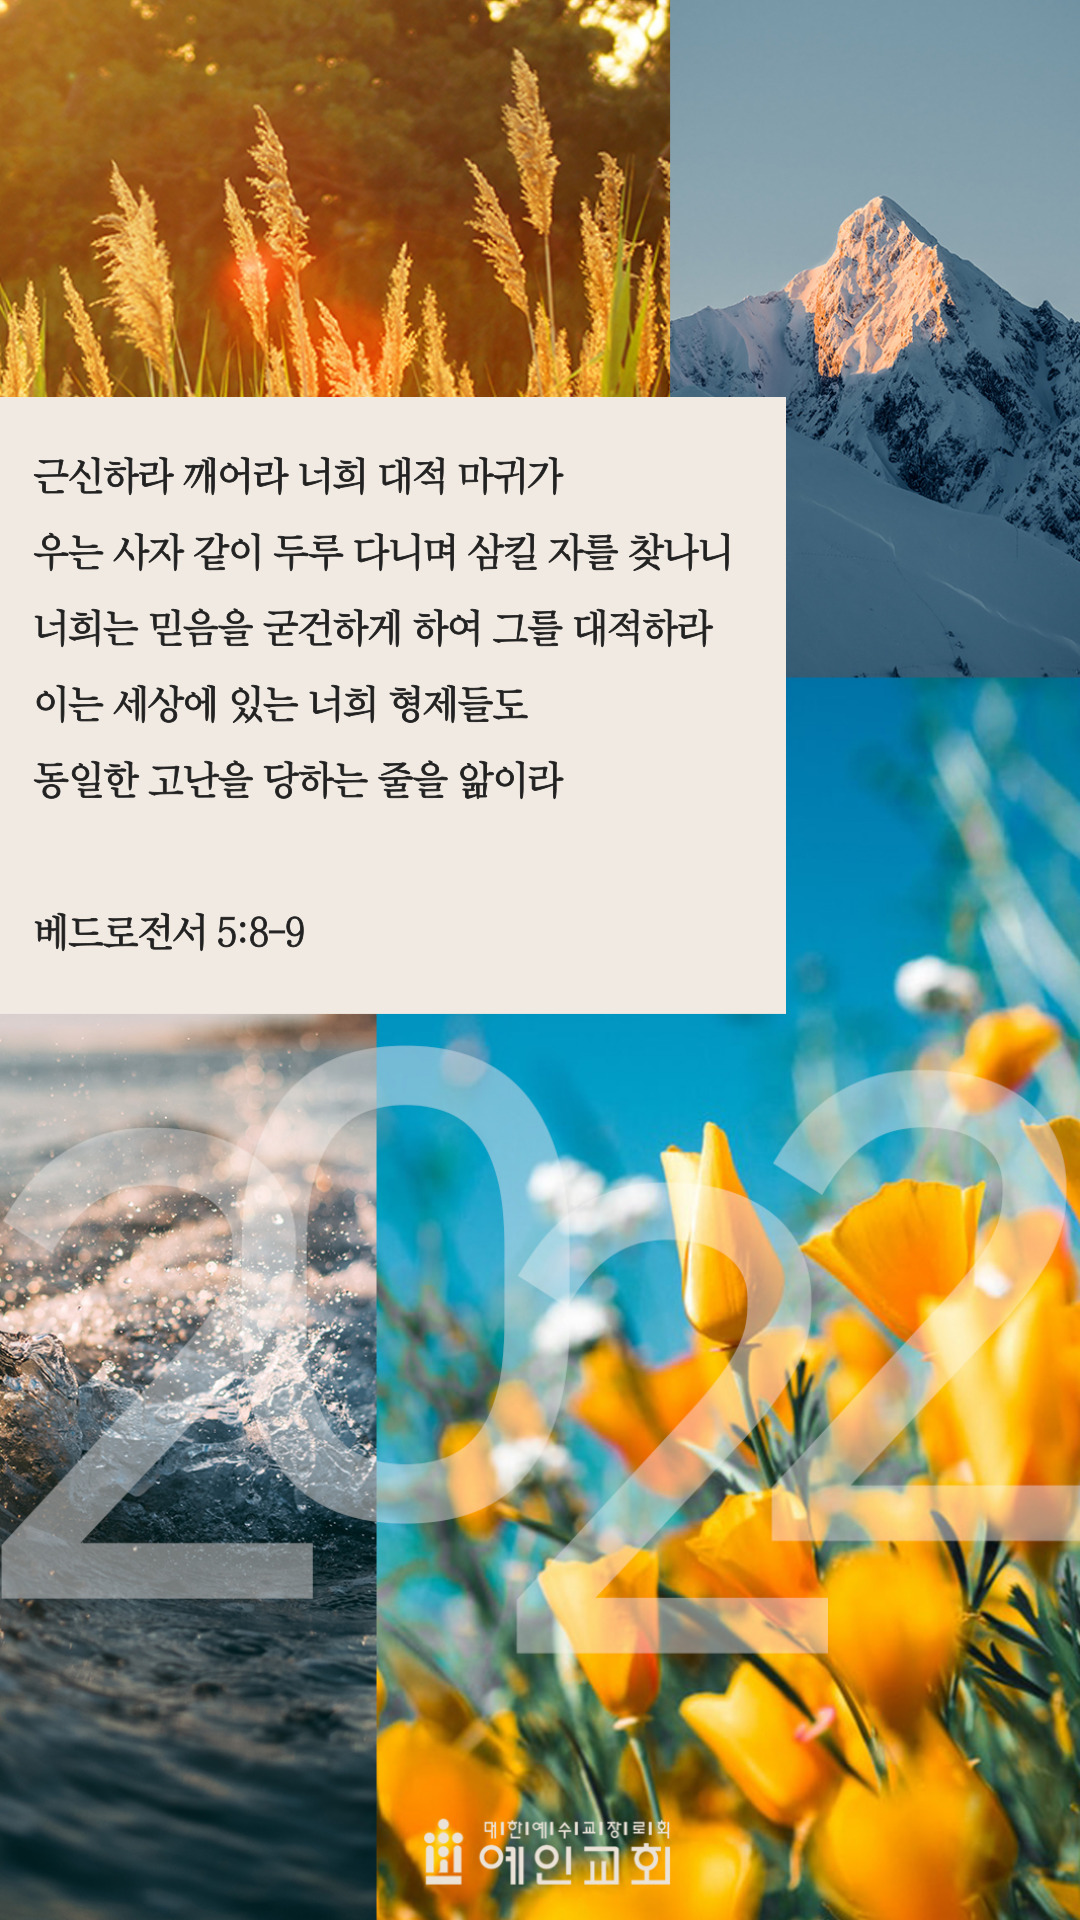 근신하라 깨어라 너희 대적 마귀가
우는 사자 같이 두루 다니며 삼킬 자를 찾나니
너희는 믿음을 굳건하게 하여 그를 대적하라
이는 세상에 있는 너희 형제들도
동일한 고난을 당하는 줄을 앎이라
베드로전서 5:8-9
2022
대한예수교장로회
예인교회